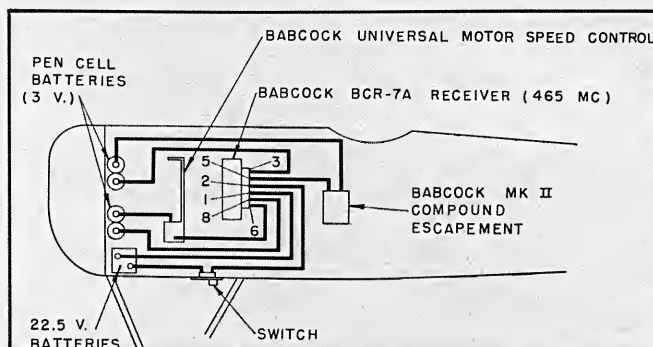 BABCOCK UNIVERSAL MOTOR SPEED CONTROL
PEN CELL
BATTERIES
(3 V.)
BABCOCK BCR-7A RECEIVER (465 MC)
5
3
2
1
8
6
BABCOCK MK II
COMPOUND
ESCAPEMENT
22.5 V.
BATTERIES
SWITCH